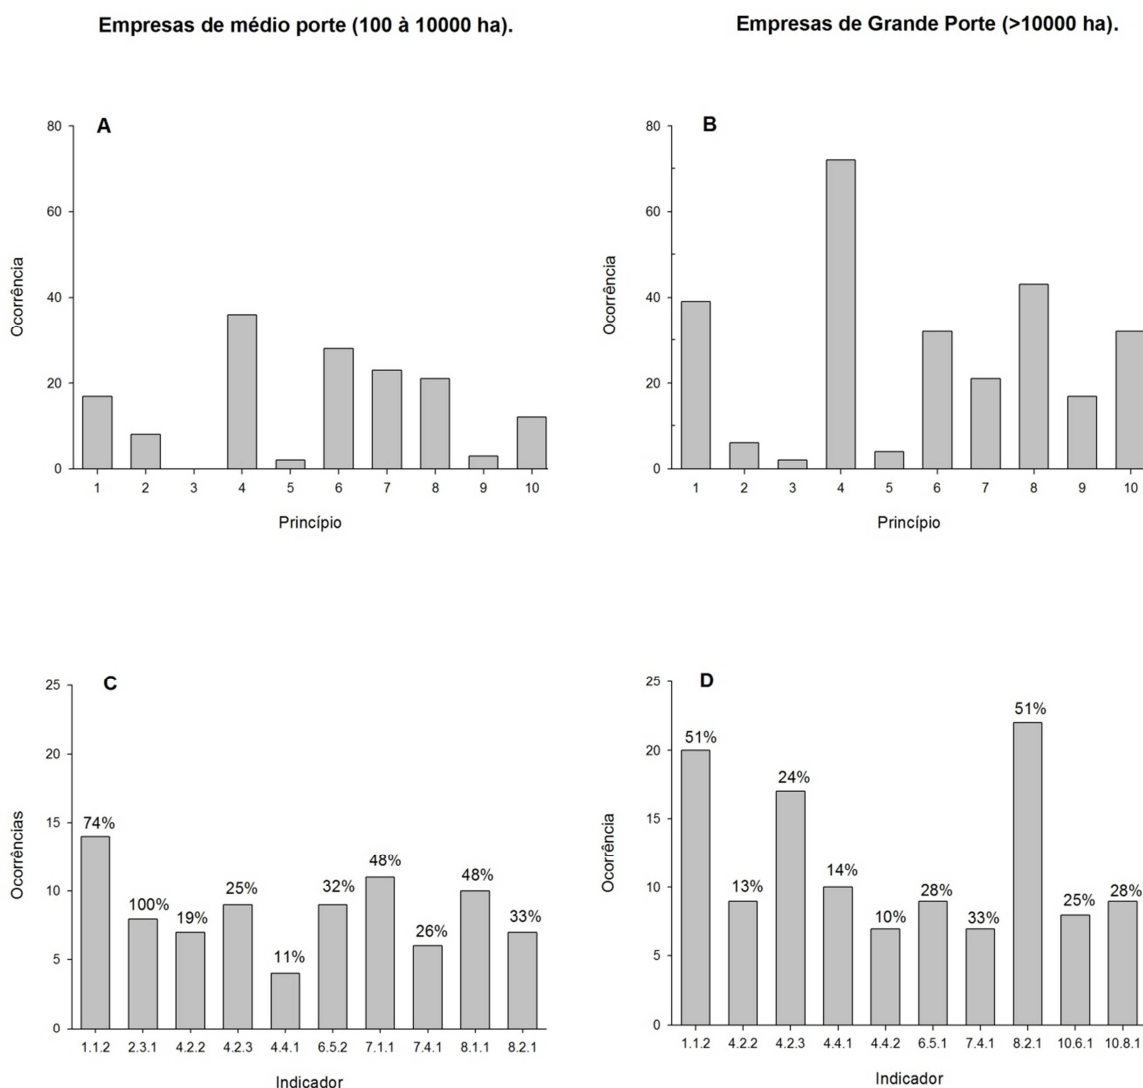 Empresas de médio porte (100 à 10000 ha).
Empresas de Grande Porte (>10000 ha).
A
80
60
40
20
0
Ocorrência
1 2 3 4 5 6 7 8 9 10
Princípio
B
80
60
40
20
0
Ocorrência
1 2 3 4 5 6 7 8 9 10
Princípio
C
25
20
15
10
5
0
Ocorrências
74%
100%
19%
25%
11%
32%
48%
26%
48%
33%
1.1.2 2.3.1 4.2.2 4.2.3 4.4.1 6.5.2 7.1.1 7.4.1 8.1.1 8.2.1
Indicador
D
25
20
15
10
5
0
Ocorrência
51%
13%
24%
14%
10%
28%
33%
51%
25%
28%
1.1.2 4.2.2 4.2.3 4.4.1 4.4.2 6.5.1 7.4.1 8.2.1 10.6.1 10.8.1
Indicador